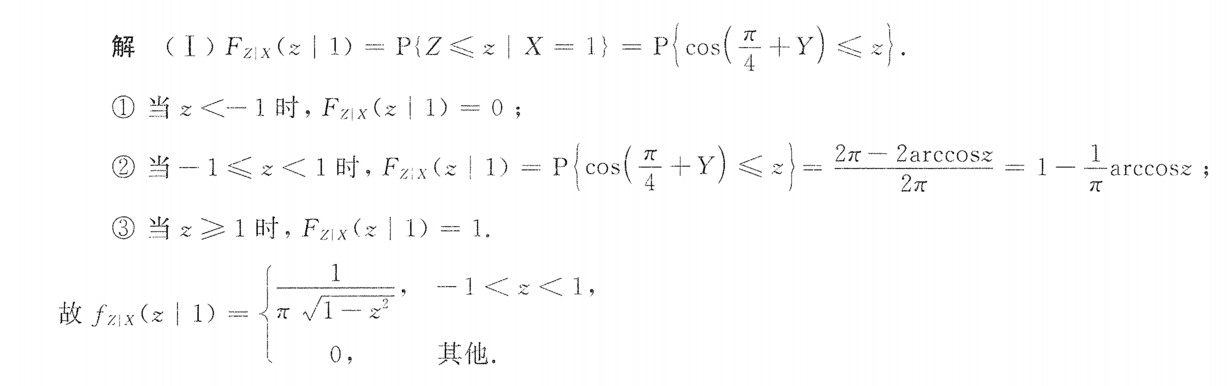 解 （Ⅰ）F_{Z|X}(z | 1) = P{Z ⩽ z | X = 1} = P{cos(π/4 + Y) ⩽ z}.
① 当 z <− 1 时, F_{Z|X}(z | 1) = 0 ;
② 当 − 1 ⩽ z < 1 时, F_{Z|X}(z | 1) = P{cos(π/4 + Y) ⩽ z} = (2π − 2arccosz)/(2π) = 1 − (1/π)arccosz ;
③ 当 z ⩾ 1 时, F_{Z|X}(z | 1) = 1.
故 f_{Z|X}(z | 1) = { 1/(π √(1 − z²)), − 1 < z < 1,
0, 其他.